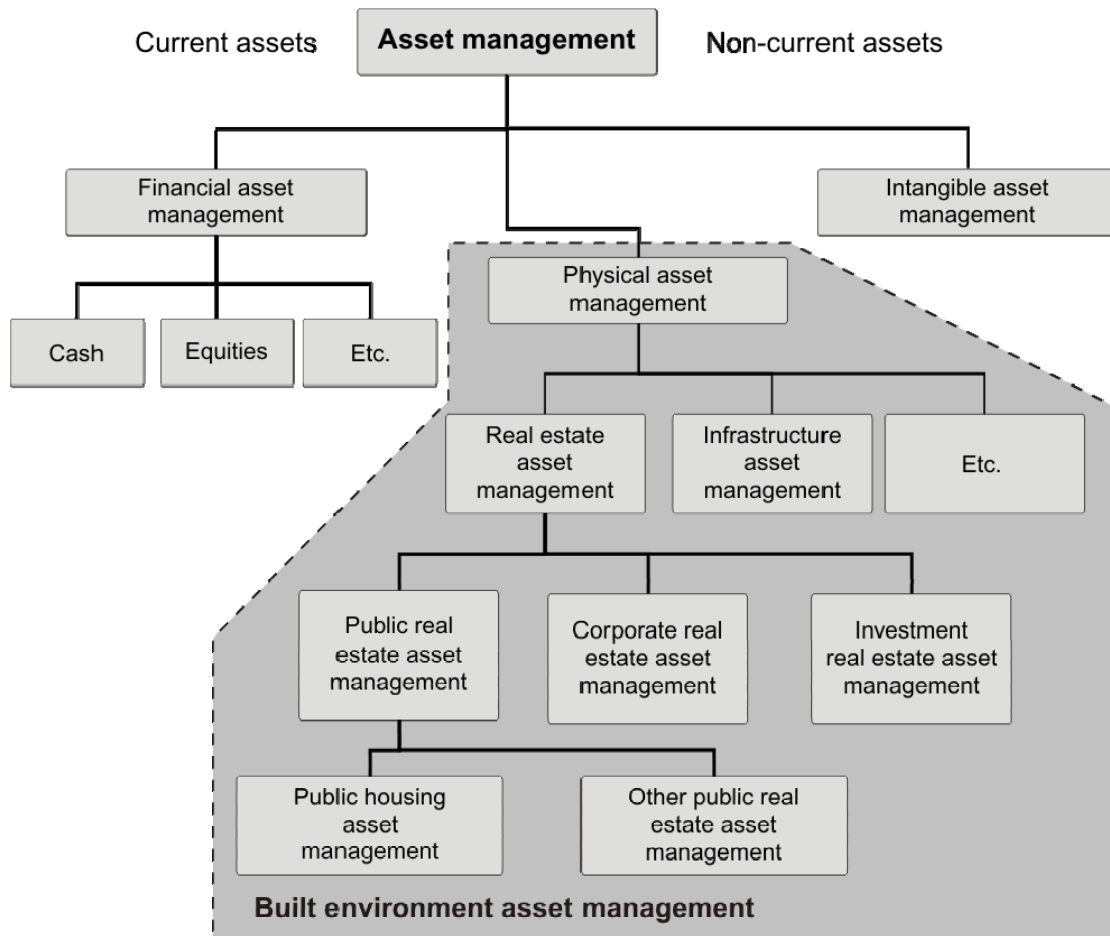 Current assets
Asset management
Non-current assets
Financial asset
management
Intangible asset
management
Physical asset
management
Cash
Equities
Etc.
Real estate
asset
management
Infrastructure
asset
management
Etc.
Public real
estate asset
management
Corporate real
estate asset
management
Investment
real estate asset
management
Public housing
asset
management
Other public real
estate asset
management
Built environment asset management